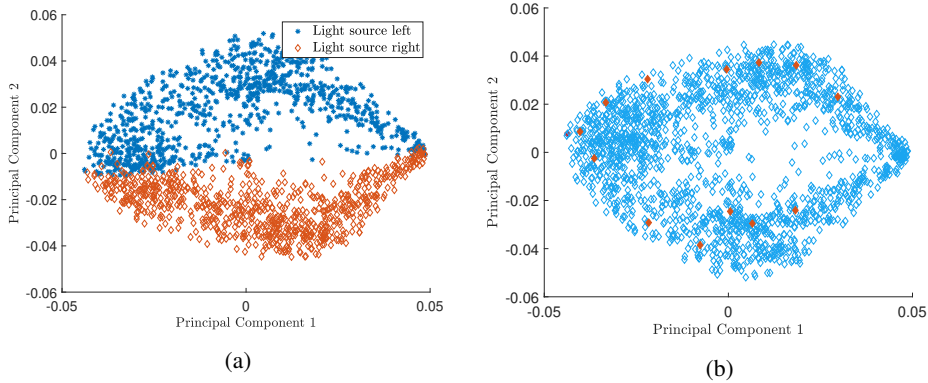 0.06
0.04
0.02
0
-0.02
-0.04
-0.06
Principal Component 2
Light source left
Light source right
-0.05
0
0.05
Principal Component 1
(a)
0.06
0.04
0.02
0
-0.02
-0.04
-0.06
Principal Component 2
-0.05
0
0.05
Principal Component 1
(b)